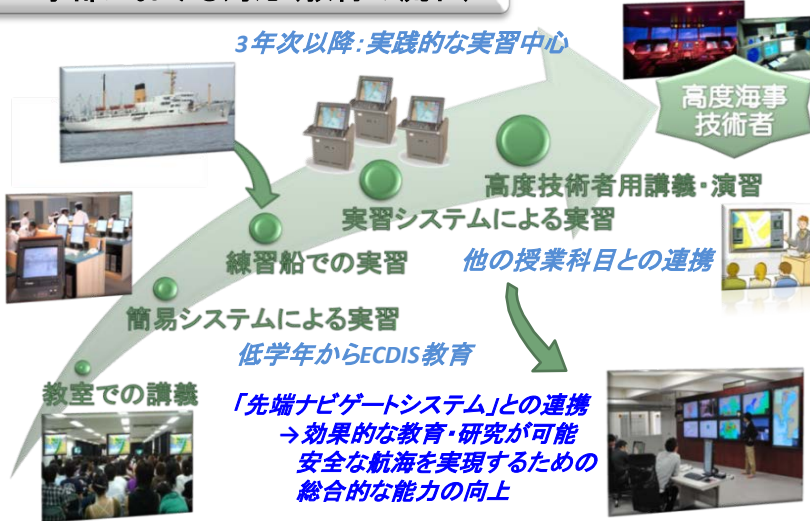 3年次以降：実践的な実習中心
高度海事
技術者
高度技術者用講義・演習
実習システムによる実習
他の授業科目との連携
練習船での実習
簡易システムによる実習
低学年からECDIS教育
教室での講義
「先端ナビゲートシステム」との連携
→効果的な教育・研究が可能
安全な航海を実現するための
総合的な能力の向上